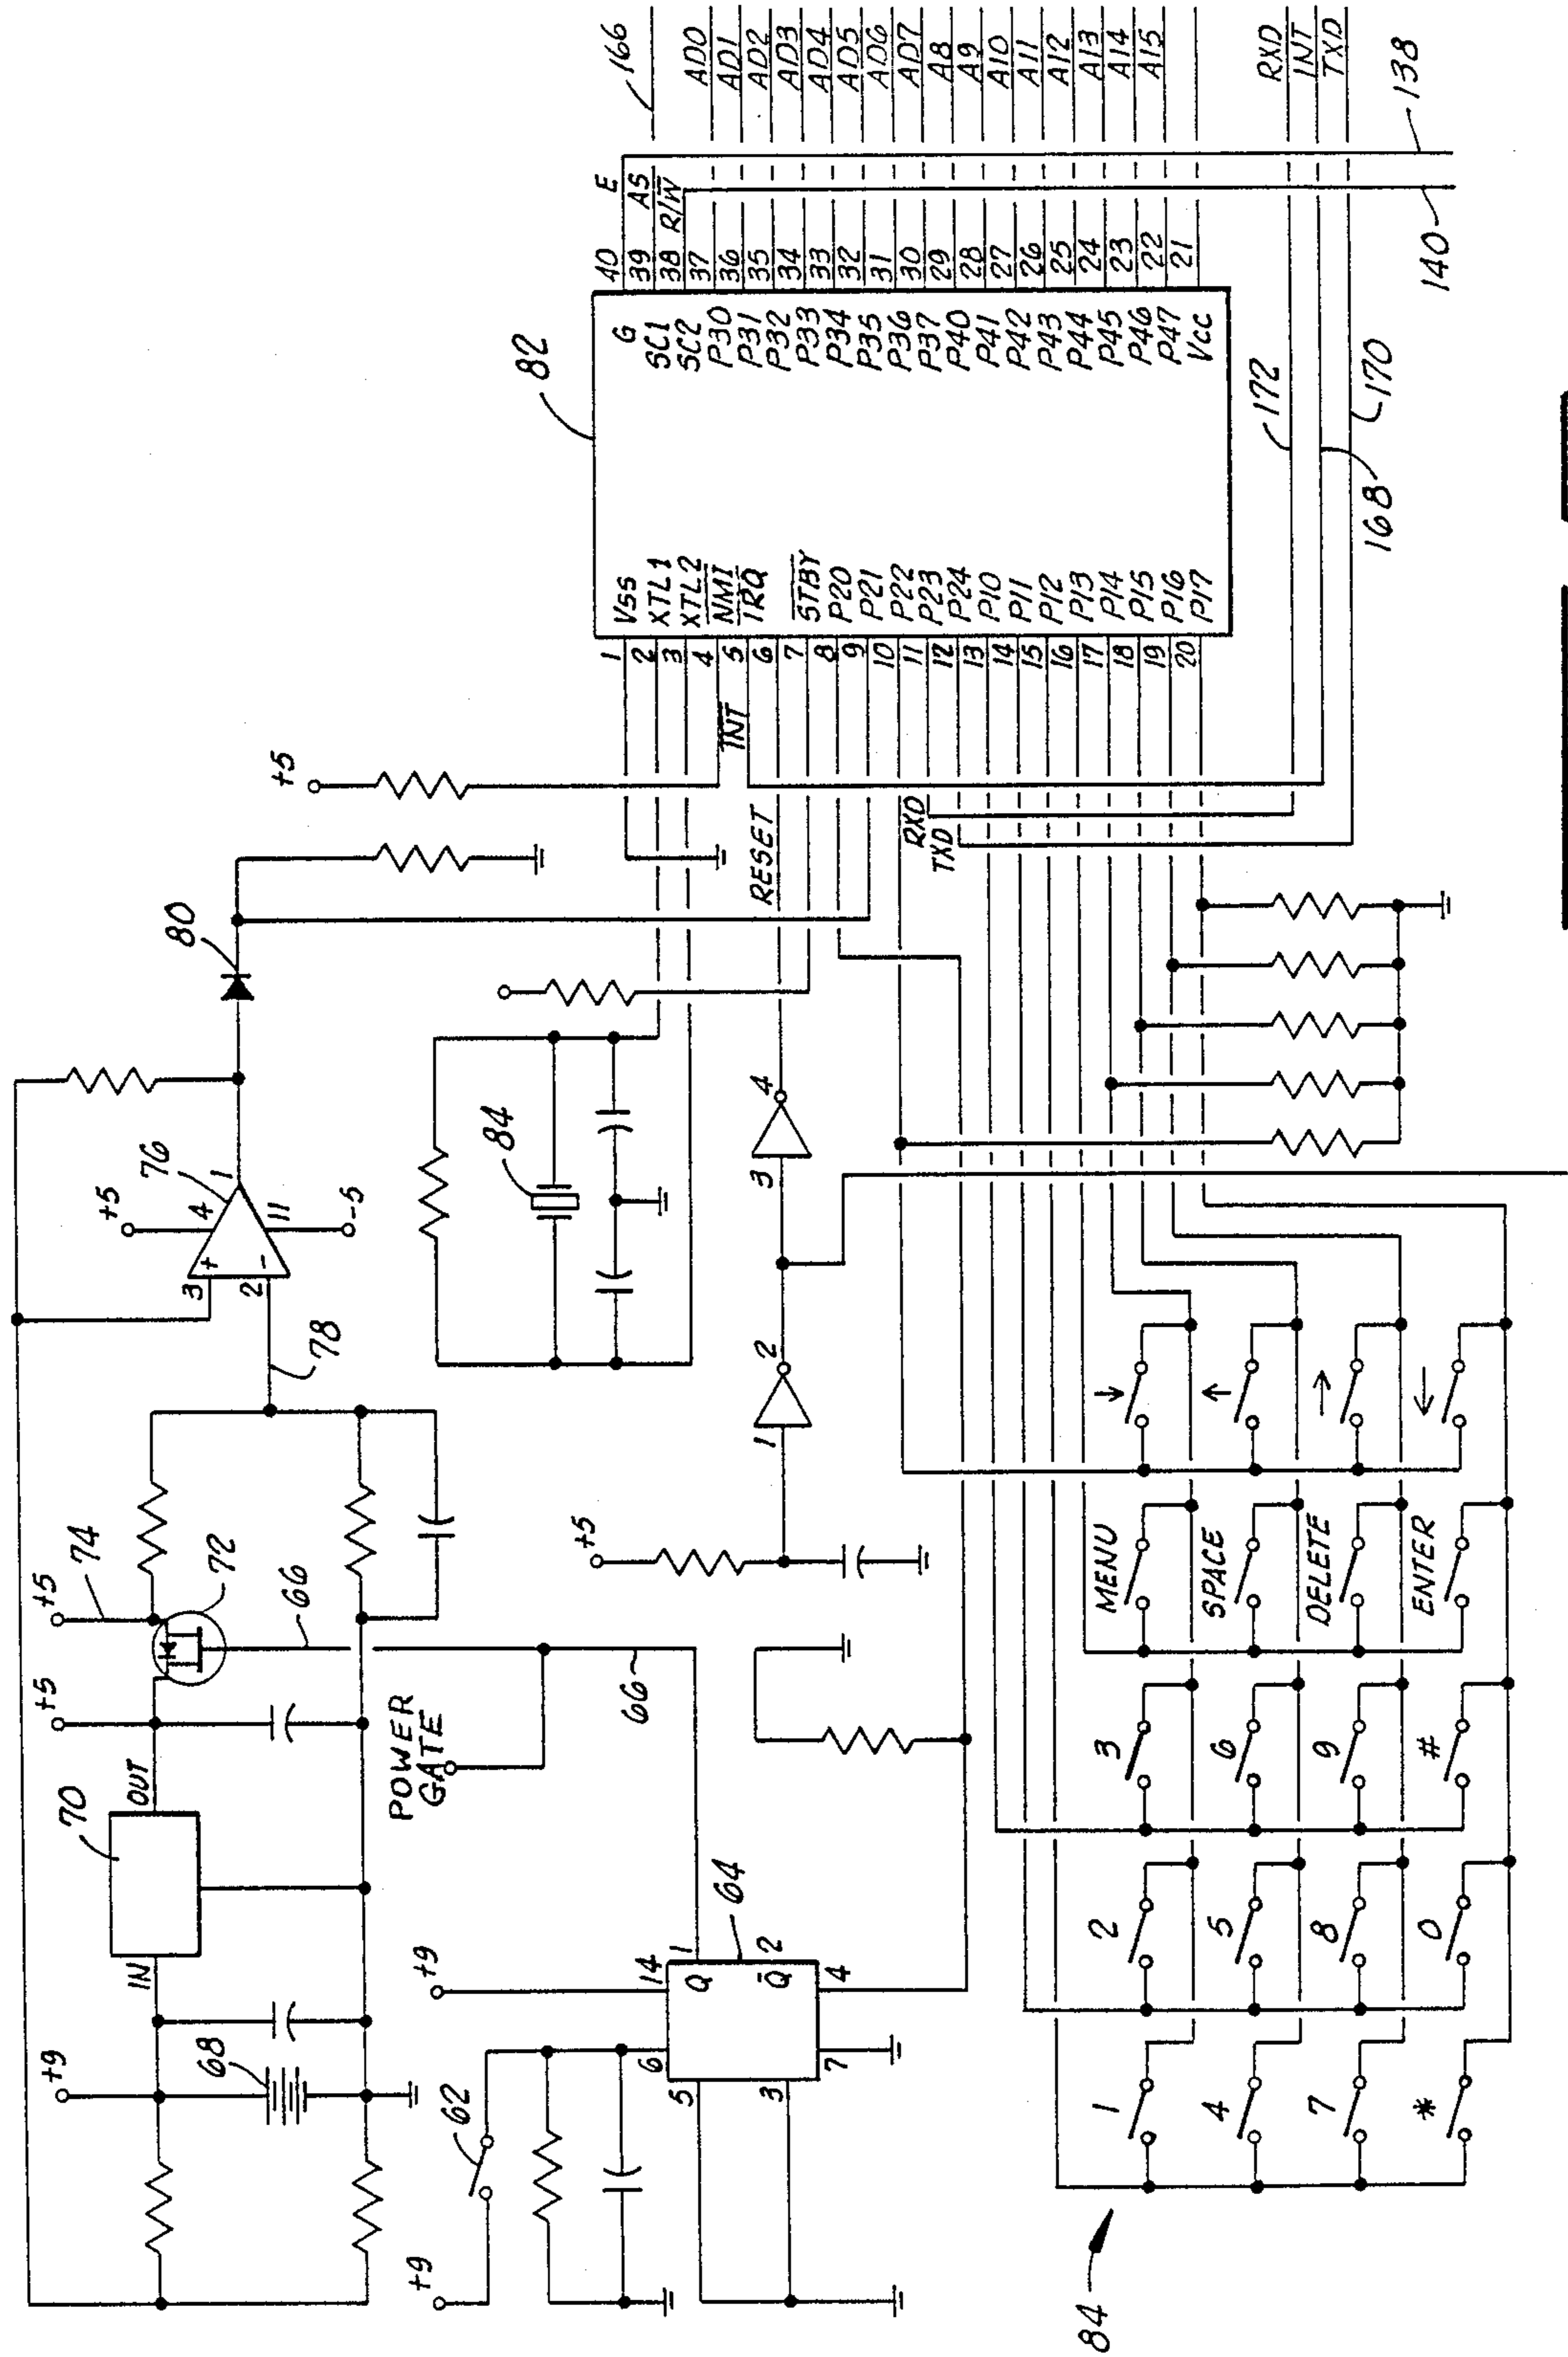 +9
68
IN
70
OUT
+5
+5
74
72
66
78
3
+
2
-
+5
4
76
1
11
-5
80
+5
84
POWER
GATE
66
+9
62
+9
14
6
5
3
7
4
1
Q
Q̅ 2
64
+5
1
2
3
4
RESET
I̅N̅T̅
RXD
TXD
82
1 Vss
2 XTL1
3 XTL2
4 N̅M̅I̅
5 I̅R̅Q̅
6
7 S̅T̅B̅Y̅
8 P20
9 P21
10 P22
11 P23
12 P24
13 P10
14 P11
15 P12
16 P13
17 P14
18 P15
19 P16
20 P17
G 40 E
SC1 39 AS
SC2 38 R/W̅
P30 37 AD0
P31 36 AD1
P32 35 AD2
P33 34 AD3
P34 33 AD4
P35 32 AD5
P36 31 AD6
P37 30 AD7
P40 29 A8
P41 28 A9
P42 27 A10
P43 26 A11
P44 25 A12
P45 24 A13
P46 23 A14
P47 22 A15
Vcc 21
166
RXD
INT
TXD
172
168
170
140
138
84
1 2 3 MENU ↓
4 5 6 SPACE ↑
7 8 9 DELETE →
* 0 # ENTER ←